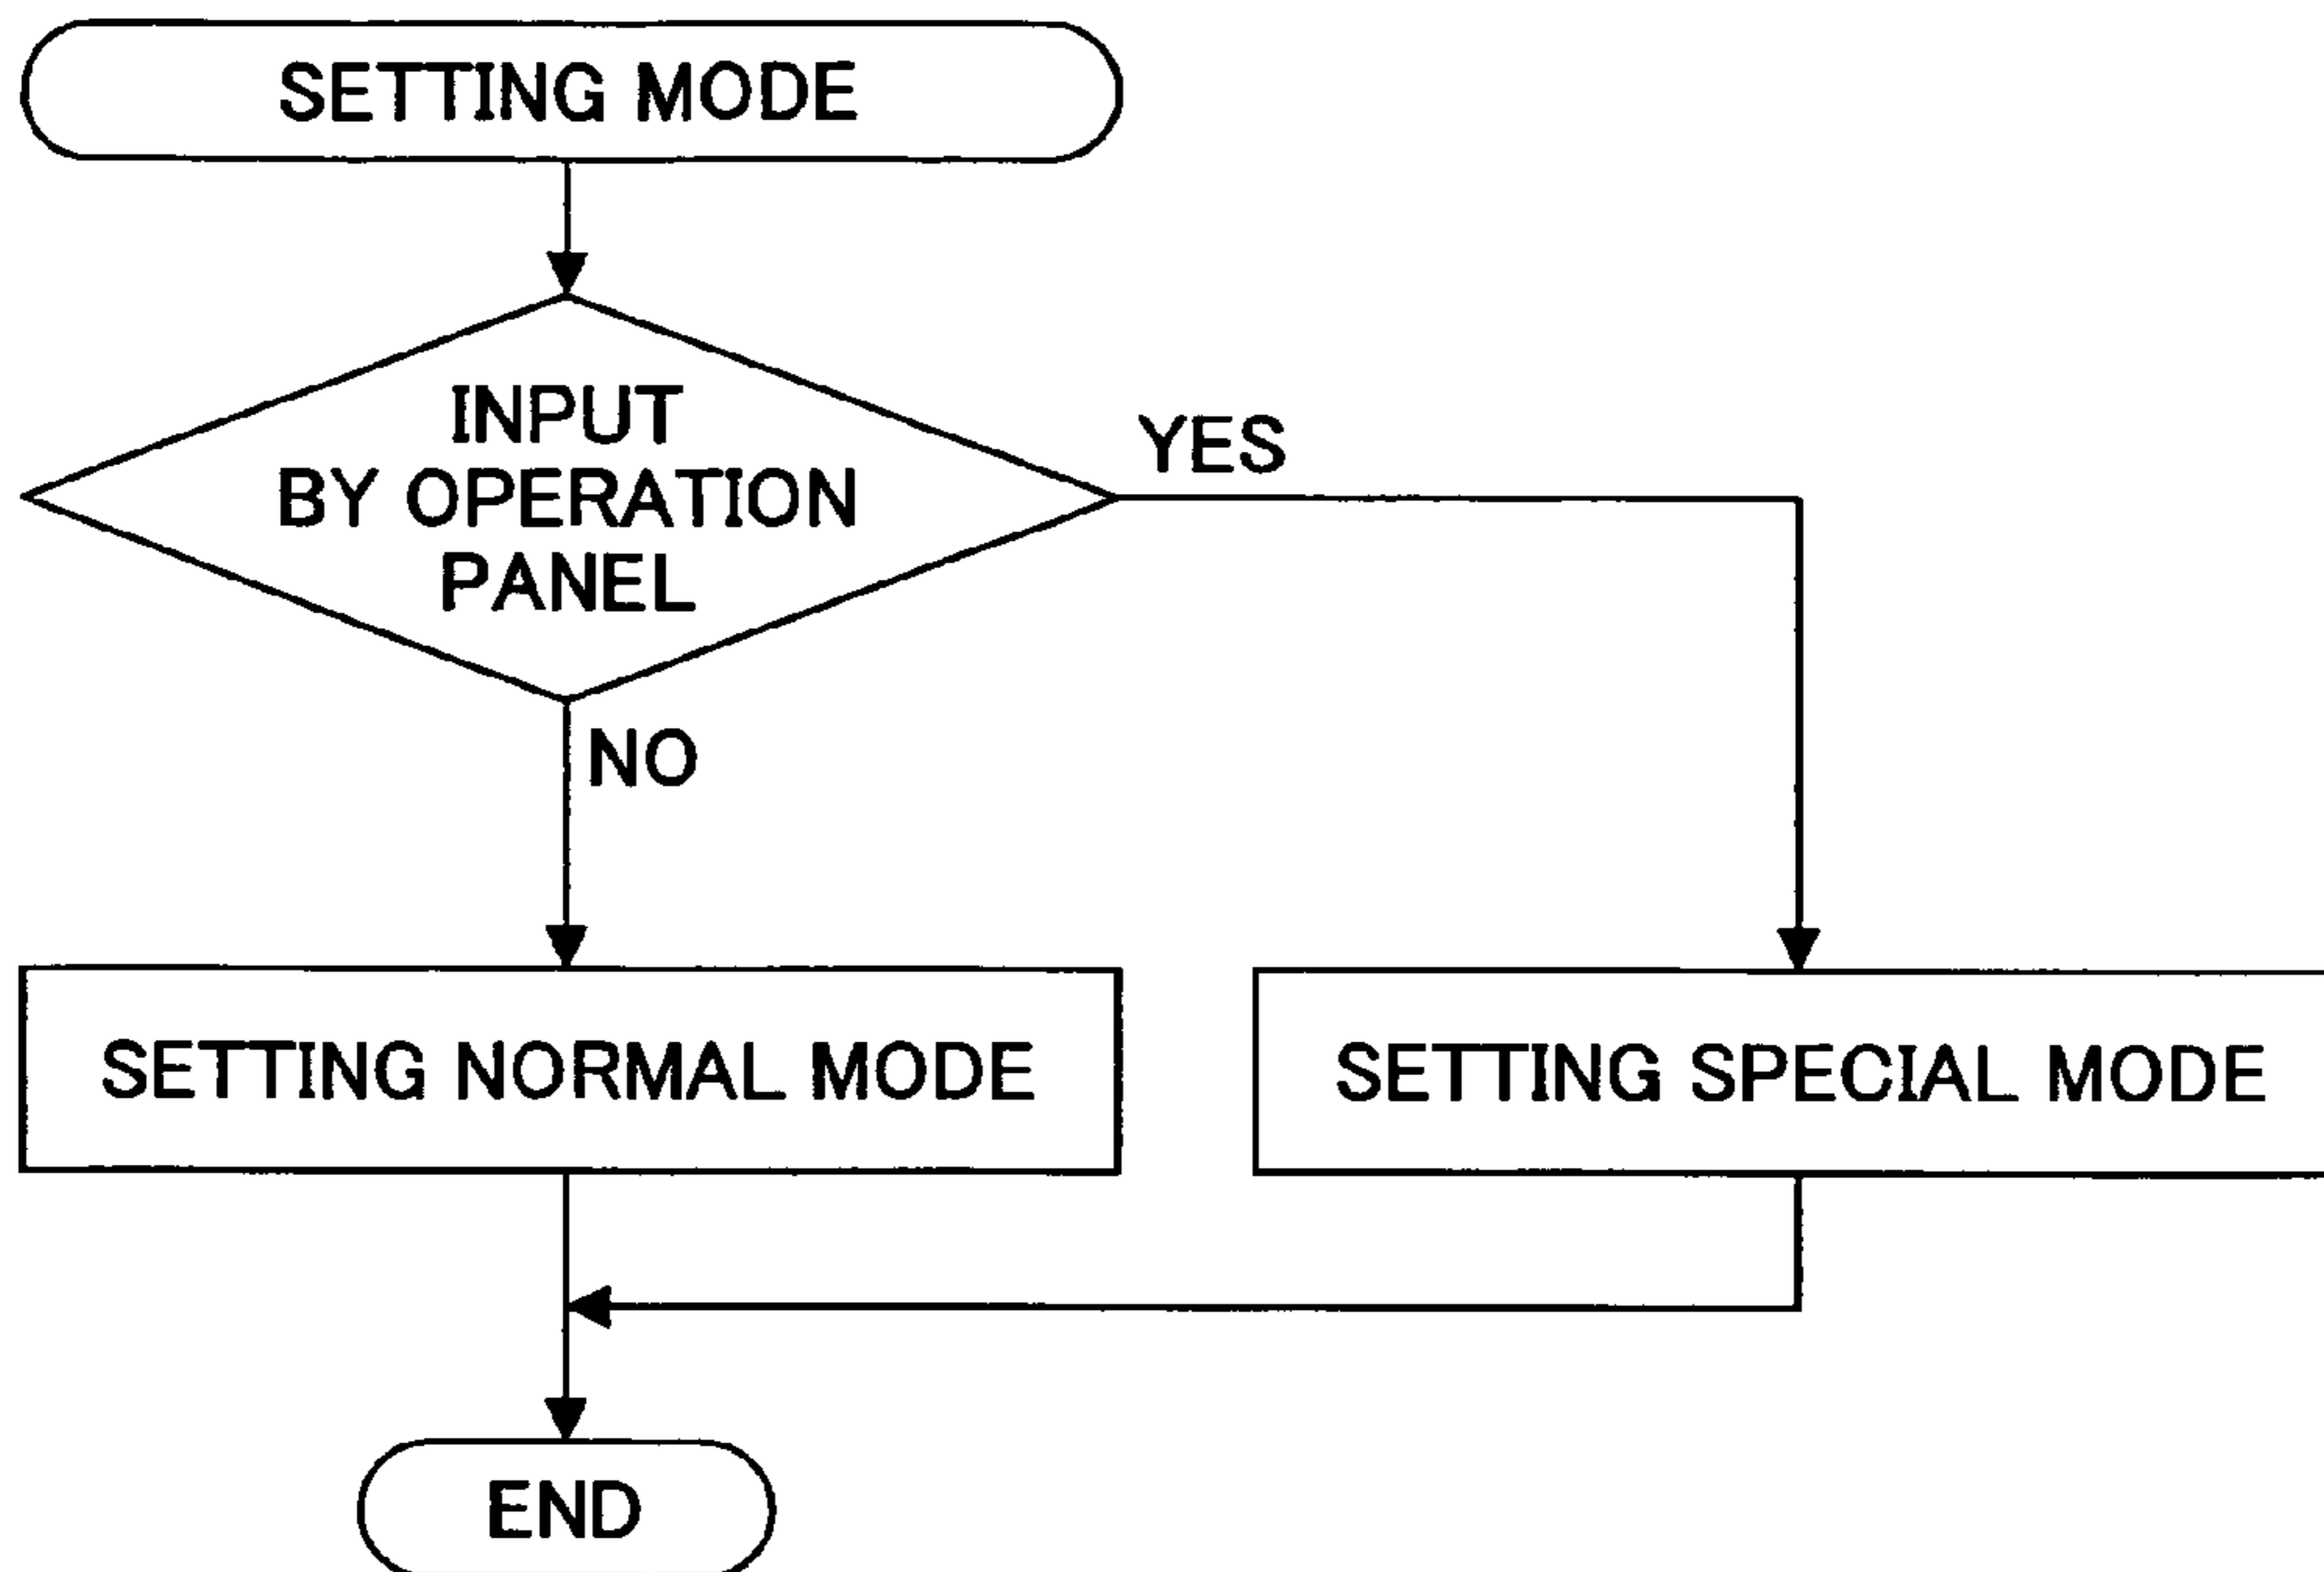 SETTING MODE
INPUT
BY OPERATION
PANEL
YES
NO
SETTING NORMAL MODE
SETTING SPECIAL MODE
END